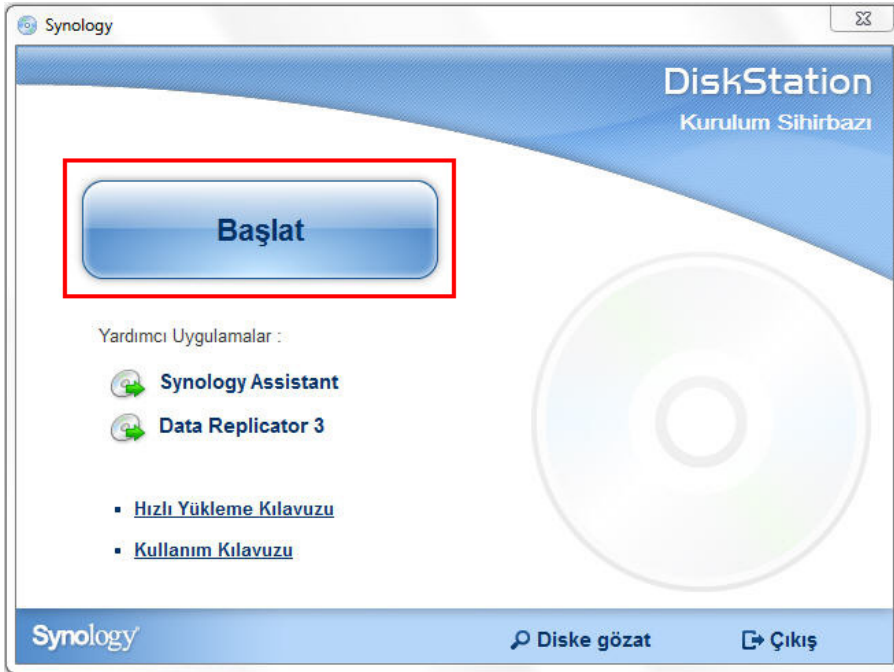 Synology
DiskStation
Kurulum Sihirbazı
Başlat
Yardımcı Uygulamalar :
Synology Assistant
Data Replicator 3
Hızlı Yükleme Kılavuzu
Kullanım Kılavuzu
Synology
Diske gözat
Çıkış